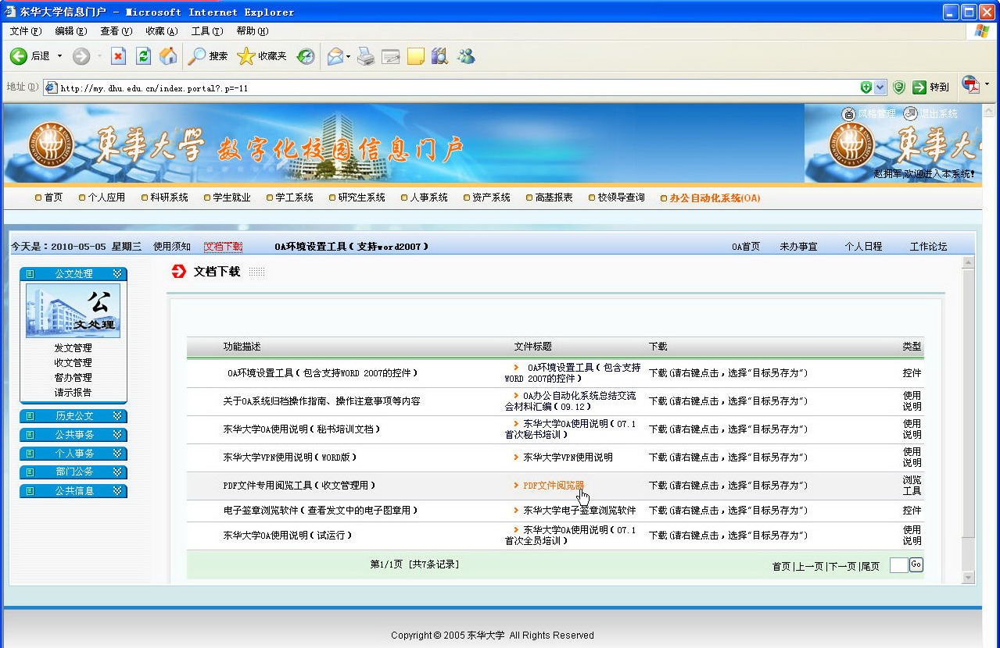 东华大学信息门户 - Microsoft Internet Explorer
文件(F) 编辑(E) 查看(V) 收藏(A) 工具(T) 帮助(H)
后退 搜索 收藏夹
地址(D) http://my.dhu.edu.cn/index.portal?.p=-11 转到
风格管理 退出系统
東華大學 数字化校园信息门户 東華大
赵拥军,欢迎进入本系统!
首页 个人应用 科研系统 学生就业 学工系统 研究生系统 人事系统 资产系统 高基报表 校领导查询 办公自动化系统(OA)
今天是：2010-05-05 星期三 使用须知 文档下载 OA环境设置工具（支持word2007） OA首页 未办事宜 个人日程 工作论坛
公文处理
公
文处理
发文管理
收文管理
督办管理
请示报告
历史公文
公共事务
个人事务
部门公务
公共信息
文档下载
功能描述 文件标题 下载 类型
OA环境设置工具（包含支持WORD 2007的控件） OA环境设置工具（包含支持
WORD 2007的控件） 下载(请右键点击，选择"目标另存为") 控件
关于OA系统归档操作指南、操作注意事项等内容 OA办公自动化系统总结交流
会材料汇编（09.12） 下载(请右键点击，选择"目标另存为") 使用
说明
东华大学OA使用说明（秘书培训文档） 东华大学OA使用说明（07.1
首次秘书培训） 下载(请右键点击，选择"目标另存为") 使用
说明
东华大学VPN使用说明（WORD版） 东华大学VPN使用说明 下载(请右键点击，选择"目标另存为") 使用
说明
PDF文件专用阅览工具（收文管理用） PDF文件阅览器 下载(请右键点击，选择"目标另存为") 浏览
工具
电子签章浏览软件（查看发文中的电子图章用） 东华大学电子签章浏览软件 下载(请右键点击，选择"目标另存为") 控件
东华大学OA使用说明（试运行） 东华大学OA使用说明（07.1
首次全员培训） 下载(请右键点击，选择"目标另存为") 使用
说明
第1/1页 [共7条记录] 首页|上一页|下一页|尾页 Go
Copyright © 2005 东华大学 All Rights Reserved